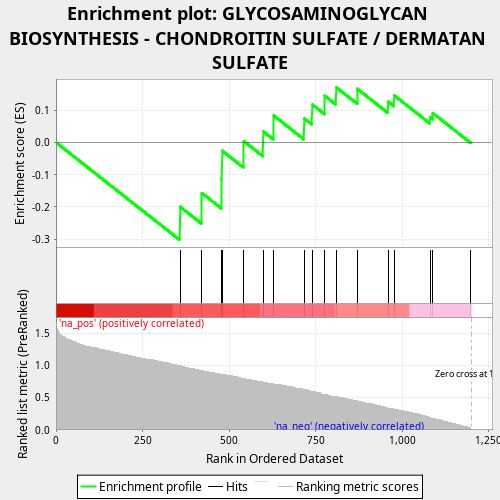 Enrichment plot: GLYCOSAMINOGLYCAN
BIOSYNTHESIS - CHONDROITIN SULFATE / DERMATAN
SULFATE
Enrichment score (ES)
0.1
0.0
-0.1
-0.2
-0.3
'na_pos' (positively correlated)
Ranked list metric (PreRanked)
1.5
1.0
0.5
0.0
Zero cross at 1
'na_neg' (negatively correlated)
0
250
500
750
1,000
1,250
Rank in Ordered Dataset
Enrichment profile
Hits
Ranking metric scores